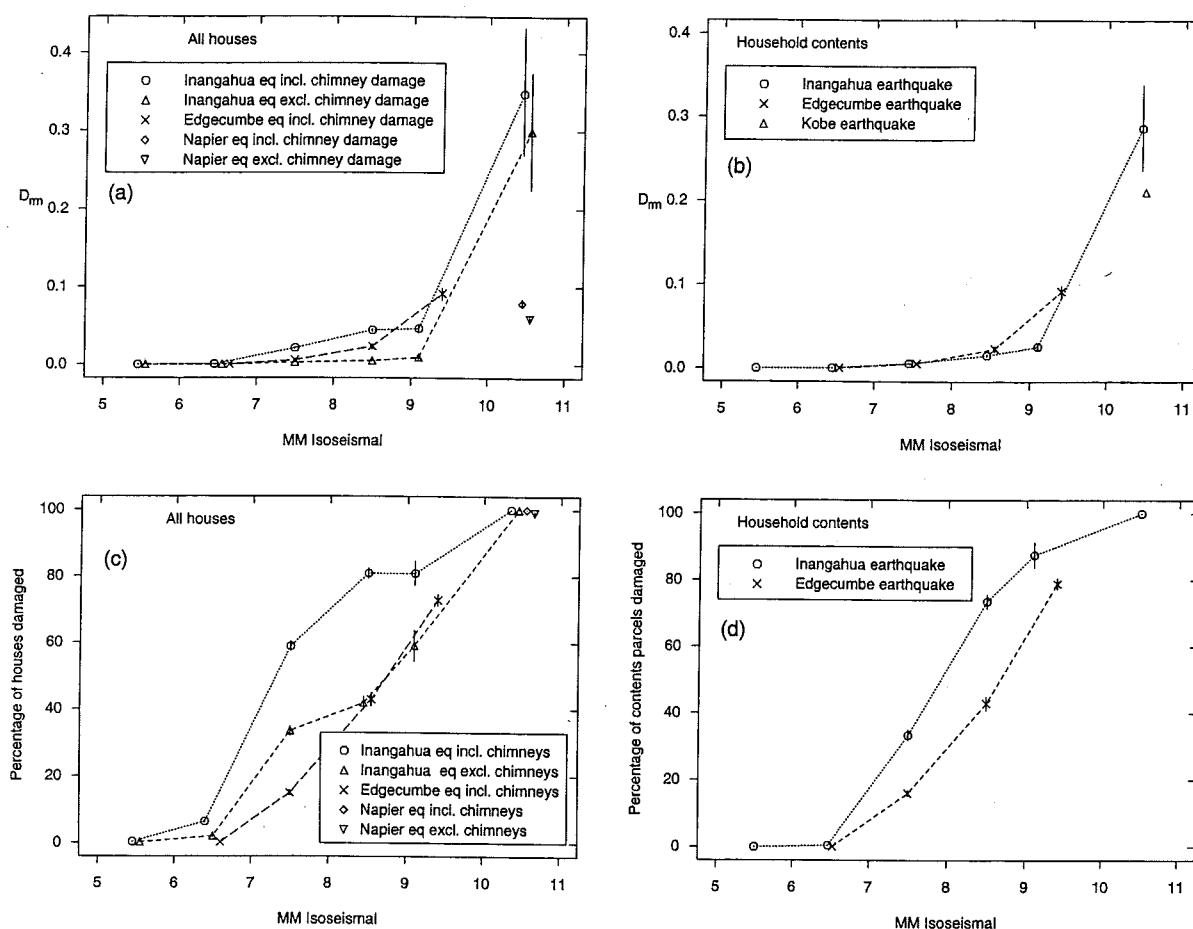 All houses
Inangahua eq incl. chimney damage
Inangahua eq excl. chimney damage
Edgecumbe eq incl. chimney damage
Napier eq incl. chimney damage
Napier eq excl. chimney damage
(a)
Drm
0.4
0.3
0.2
0.1
0.0
5 6 7 8 9 10 11
MM Isoseismal
Household contents
Inangahua earthquake
Edgecumbe earthquake
Kobe earthquake
(b)
Drm
0.4
0.3
0.2
0.1
0.0
5 6 7 8 9 10 11
MM Isoseismal
All houses
(c)
Percentage of houses damaged
100
80
60
40
20
0
Inangahua eq incl. chimneys
Inangahua eq excl. chimneys
Edgecumbe eq incl. chimneys
Napier eq incl. chimneys
Napier eq excl. chimneys
5 6 7 8 9 10 11
MM Isoseismal
Household contents
Inangahua earthquake
Edgecumbe earthquake
(d)
Percentage of contents parcels damaged
100
80
60
40
20
0
5 6 7 8 9 10 11
MM Isoseismal